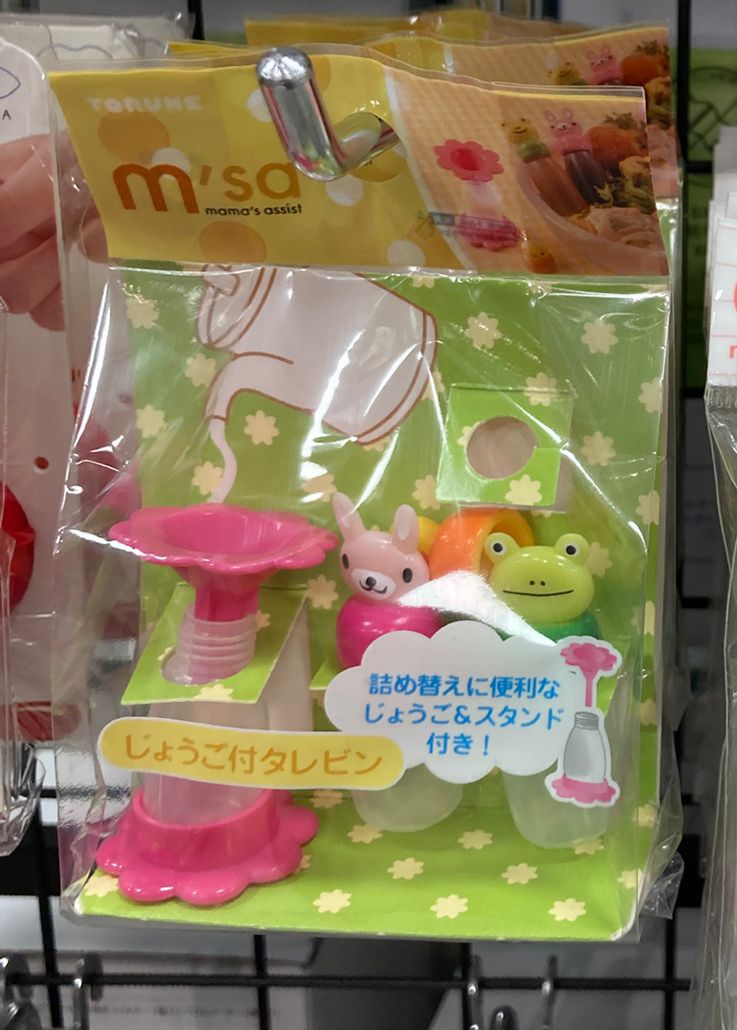 TORUNE
m'sa
mama's assist
詰め替えに便利な
じょうご&スタンド
付き！
じょうご付タレビン